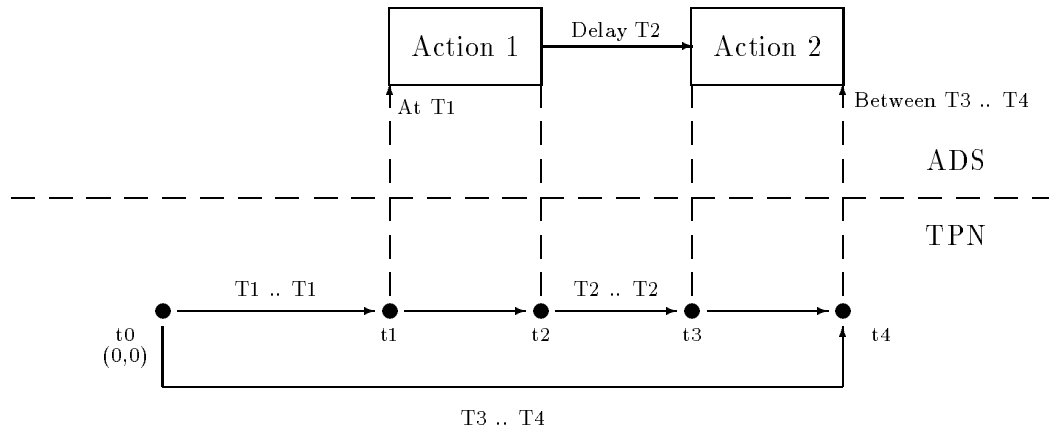 Delay T2
Action 1
Action 2
At T1
Between T3 .. T4
ADS
TPN
T1 .. T1
T2 .. T2
t0
(0,0)
t1
t2
t3
t4
T3 .. T4